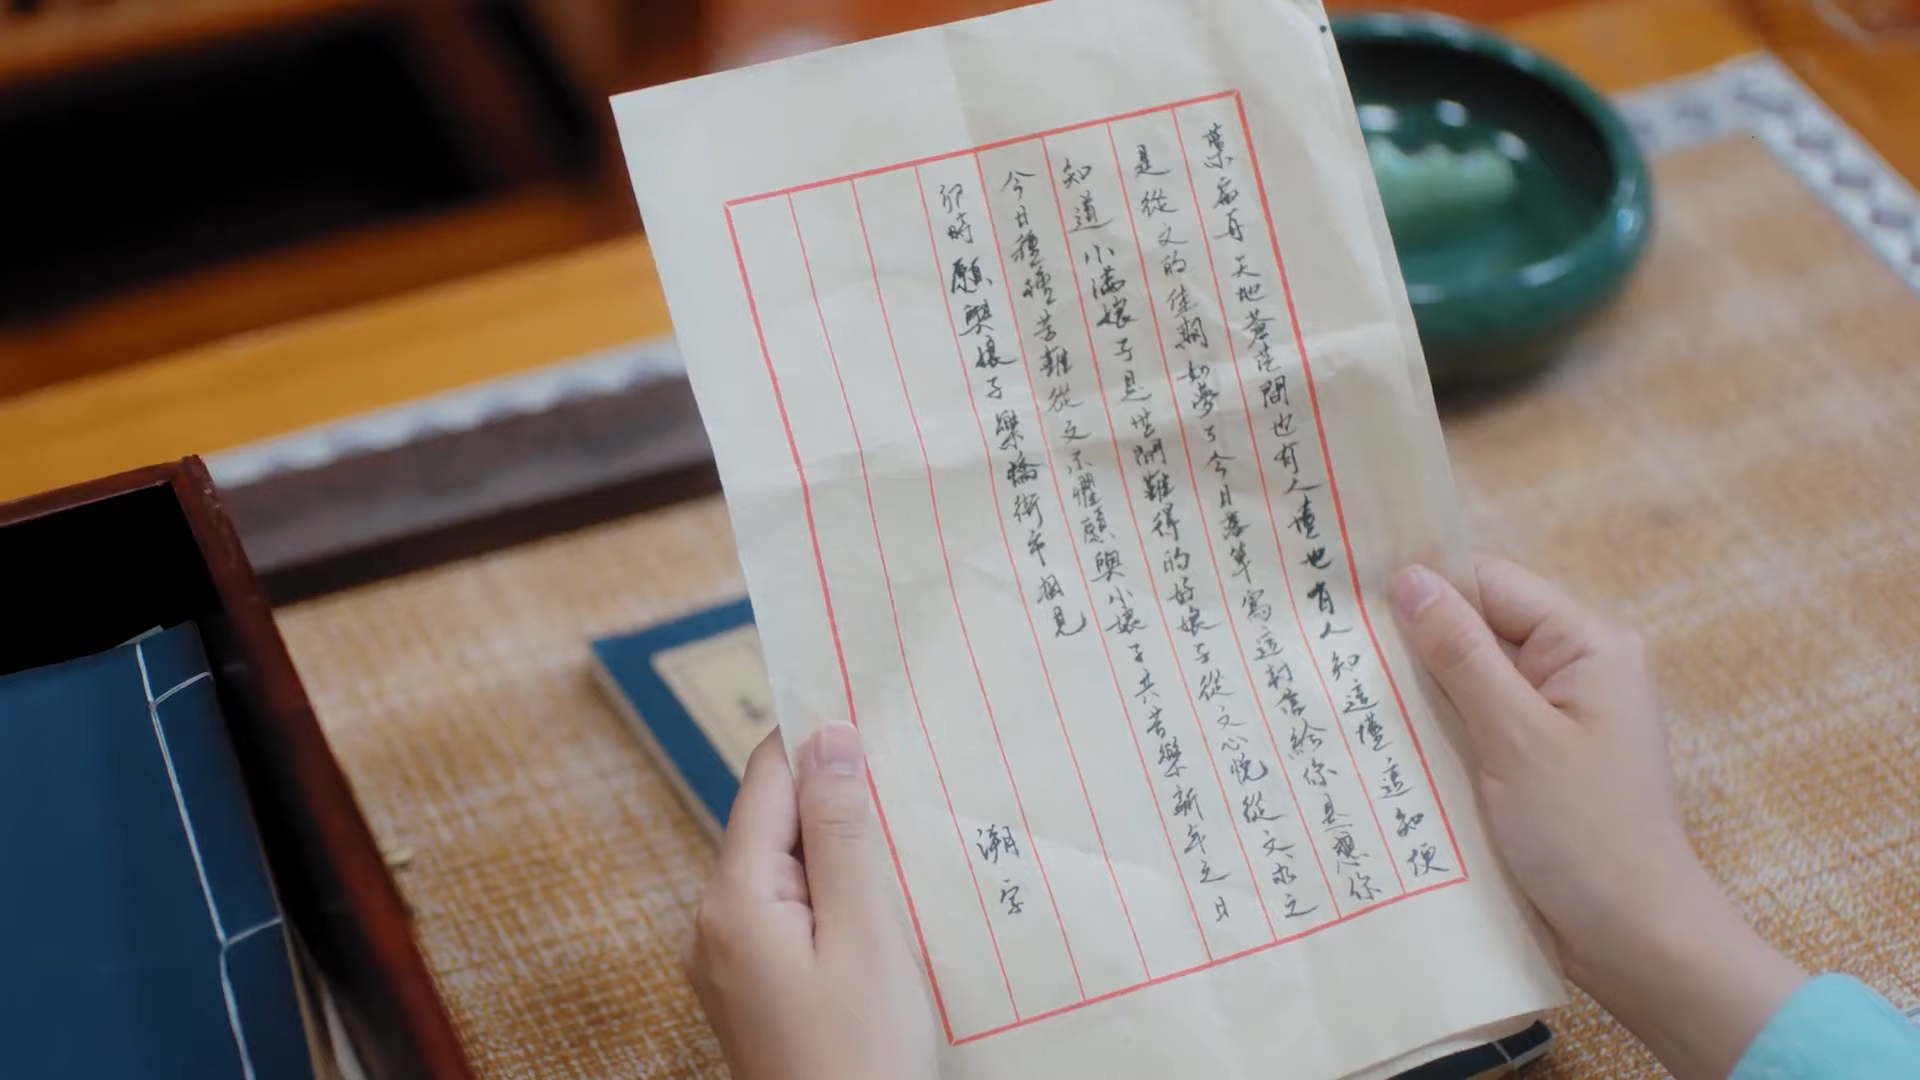 葉扁舟天地蒼茫間也有人懂也有人知這懂這知便
是從文的佳期如夢了今日落筆寫這封信給你是想你
知道小滿娘子是世間難得的好娘子從文心悅從文求之
今日種種苦難從文不懼願與小娘子共苦樂新年之日
卯時願與娘子樂橋街市相見
溯字